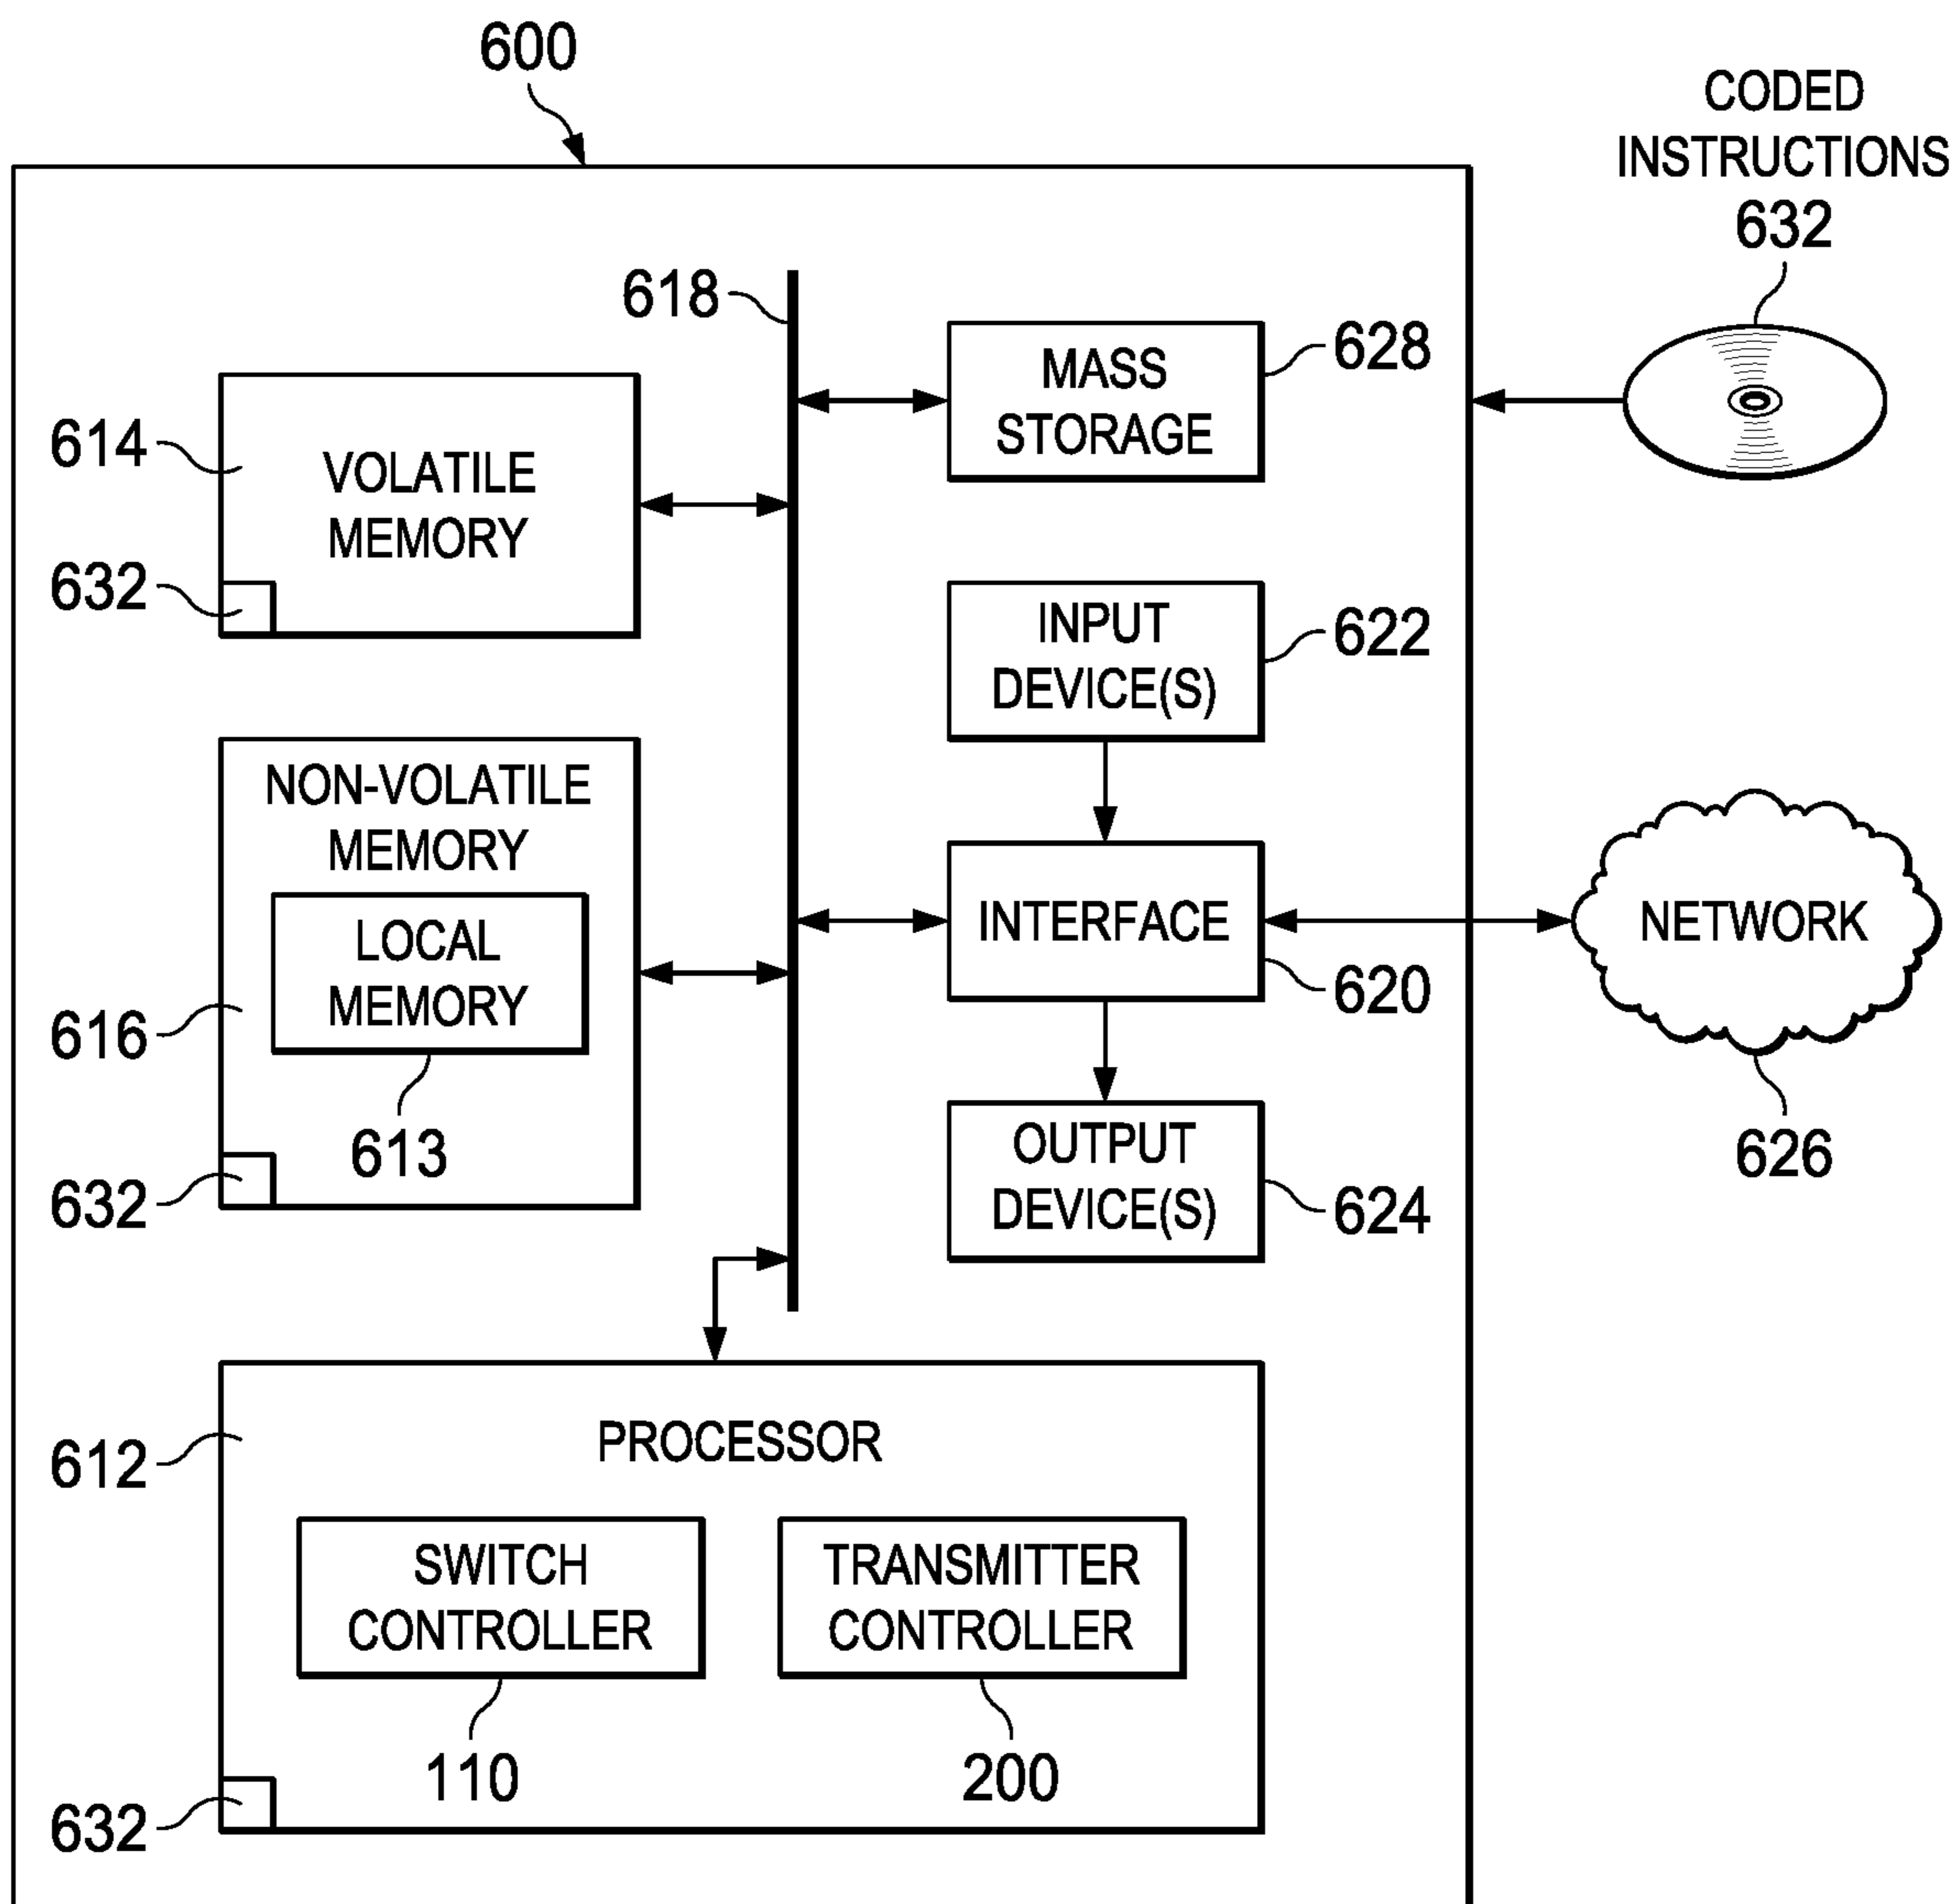 600
CODED
INSTRUCTIONS
632
618
MASS
STORAGE
628
614
VOLATILE
MEMORY
632
INPUT
DEVICE(S)
622
NON-VOLATILE
MEMORY
LOCAL
MEMORY
616
613
632
INTERFACE
620
NETWORK
626
OUTPUT
DEVICE(S)
624
612
PROCESSOR
SWITCH
CONTROLLER
TRANSMITTER
CONTROLLER
110
200
632